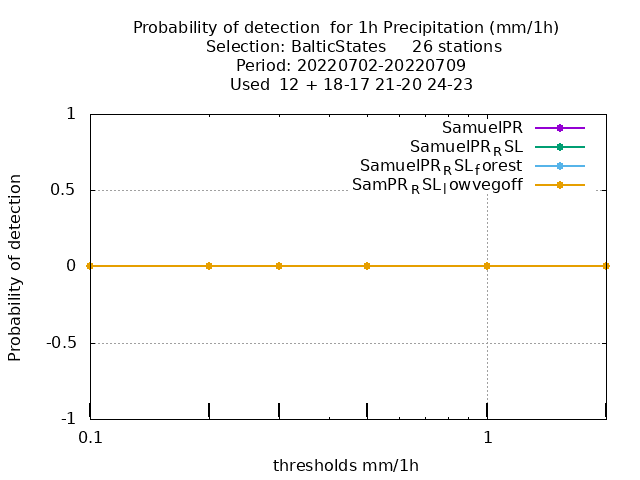 Probability of detection  for 1h Precipitation (mm/1h)
Selection: BalticStates     26 stations
Period: 20220702-20220709
Used  12 + 18-17 21-20 24-23
1
0.5
0
-0.5
-1
Probability of detection
SamuelPR
SamuelPR_RSL
SamuelPR_RSL_forest
SamPR_RSL_lowvegoff
0.1
1
thresholds mm/1h